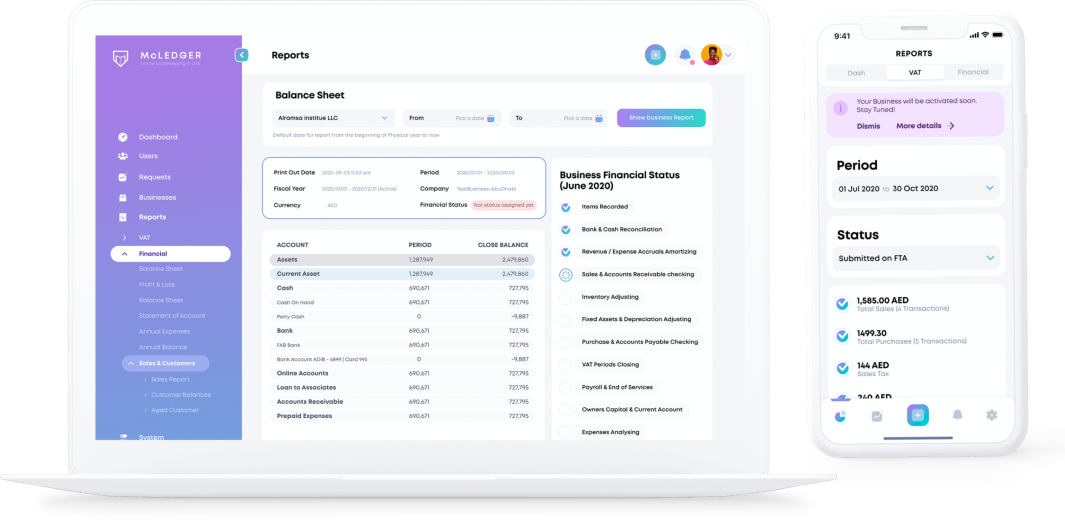 McLEDGER
online bookkeeping in UAE
Dashboard
Users
Requests
Businesses
Reports
VAT
Financial
Balance Sheet
Profit & Loss
Balance Sheet
Statement of Account
Annual Expenses
Annual Balance
Sales & Customers
Sales Report
Customer Balances
Aged Customer
System
Reports
Balance Sheet
Alramsa institue LLC
From
Pick a date
To
Pick a date
Show business Report
Default date for report from the beginning of Physical year to now
Print Out Date 2020-09-03 11:03 am Period 2020/01/01 - 2020/09/03
Fiscal Year 2020/01/01 - 2020/12/31 (Active) Company TestBusiness-AbuDhabi
Currency AED Financial Status Not status assigned yet
ACCOUNT PERIOD CLOSE BALANCE
Assets 1,287,949 2,479,860
Current Asset 1,287,949 2,479,860
Cash 690,671 727,795
Cash On Hand 690,671 727,795
Petty Cash 0 -9,887
Bank 690,671 727,795
FAB Bank 690,671 727,795
Bank Account ADIB - 6899 | Card 995 0 -9,887
Online Accounts 690,671 727,795
Loan to Associates 690,671 727,795
Accounts Receivable 690,671 727,795
Prepaid Expenses 690,671 727,795
Business Financial Status
(June 2020)
Items Recorded
Bank & Cash Reconciliation
Revenue / Expense Accruals Amortizing
Sales & Accounts Receivable checking
Inventory Adjusting
Fixed Assets & Depreciation Adjusting
Purchase & Accounts Payable Checking
VAT Periods Closing
Payroll & End of Services
Owners Capital & Current Account
Expenses Analysing
9:41
REPORTS
Dash VAT Financial
Your Business will be activated soon.
Stay Tuned!
Dismis More details
Period
01 Jul 2020 to 30 Oct 2020
Status
Submitted on FTA
1,585.00 AED
Total Sales (4 Transactions)
1499.30
Total Purchases (5 Transactions)
144 AED
Sales Tax
240 AED